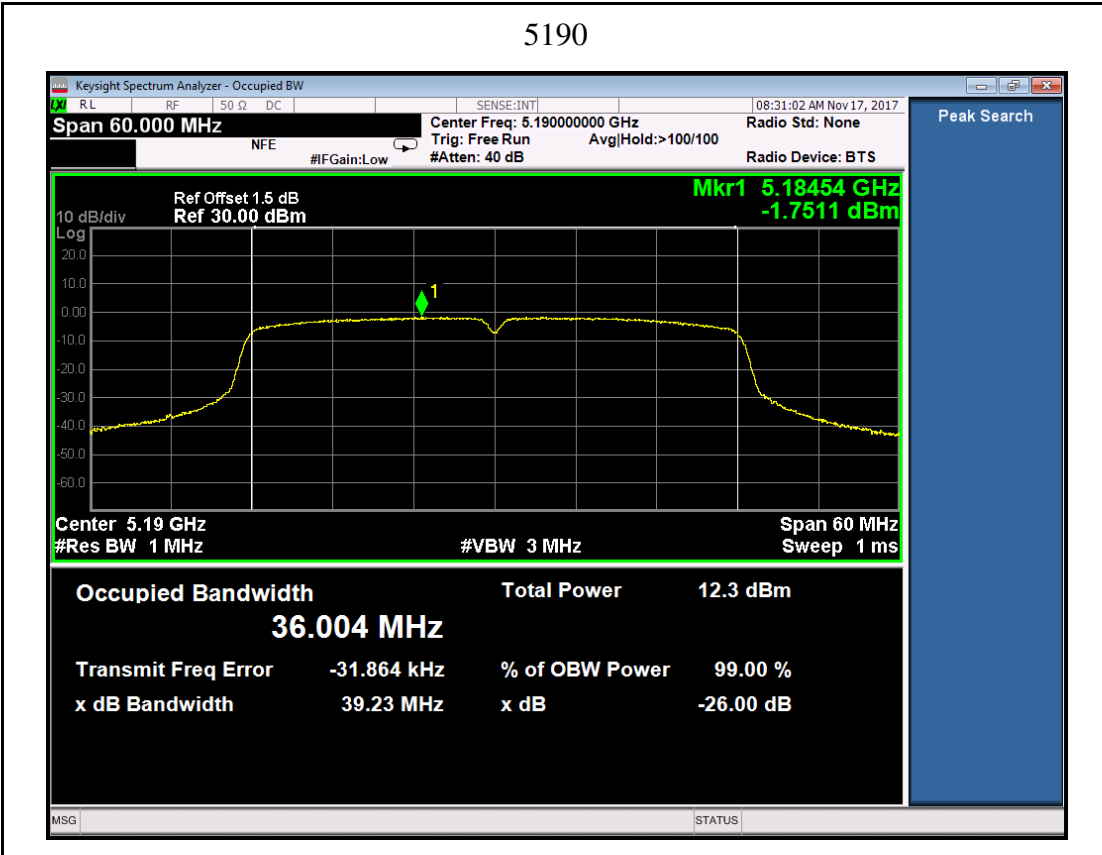 5190
Keysight Spectrum Analyzer - Occupied BW
LXI RL RF 50 Ω DC SENSE:INT 08:31:02 AM Nov 17, 2017
Span 60.000 MHz
Center Freq: 5.190000000 GHz Radio Std: None
NFE Trig: Free Run Avg|Hold:>100/100
#IFGain:Low #Atten: 40 dB Radio Device: BTS
Peak Search
Mkr1 5.18454 GHz
-1.7511 dBm
Ref Offset 1.5 dB
10 dB/div Ref 30.00 dBm
Log
20.0
10.0
1
0.00
-10.0
-20.0
-30.0
-40.0
-50.0
-60.0
Center 5.19 GHz Span 60 MHz
#Res BW 1 MHz #VBW 3 MHz Sweep 1 ms
Occupied Bandwidth Total Power 12.3 dBm
36.004 MHz
Transmit Freq Error -31.864 kHz % of OBW Power 99.00 %
x dB Bandwidth 39.23 MHz x dB -26.00 dB
MSG STATUS